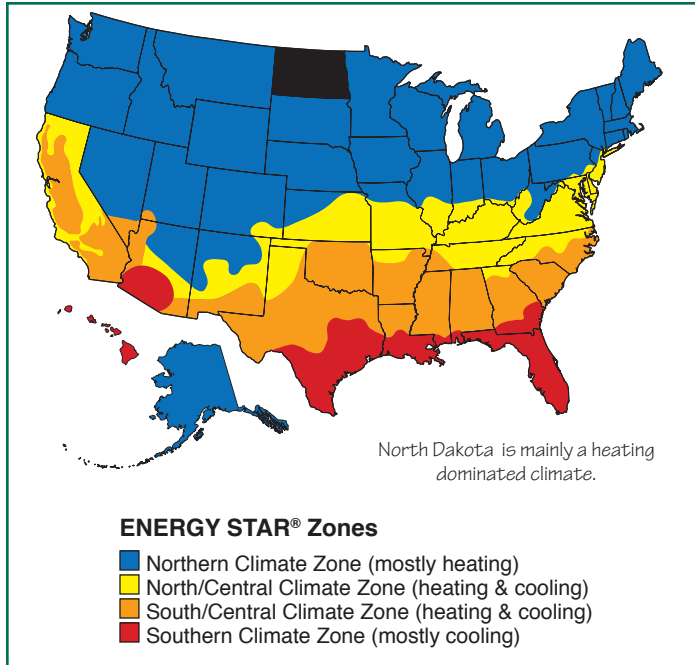 North Dakota is mainly a heating
dominated climate.
ENERGY STAR® Zones
Northern Climate Zone (mostly heating)
North/Central Climate Zone (heating & cooling)
South/Central Climate Zone (heating & cooling)
Southern Climate Zone (mostly cooling)